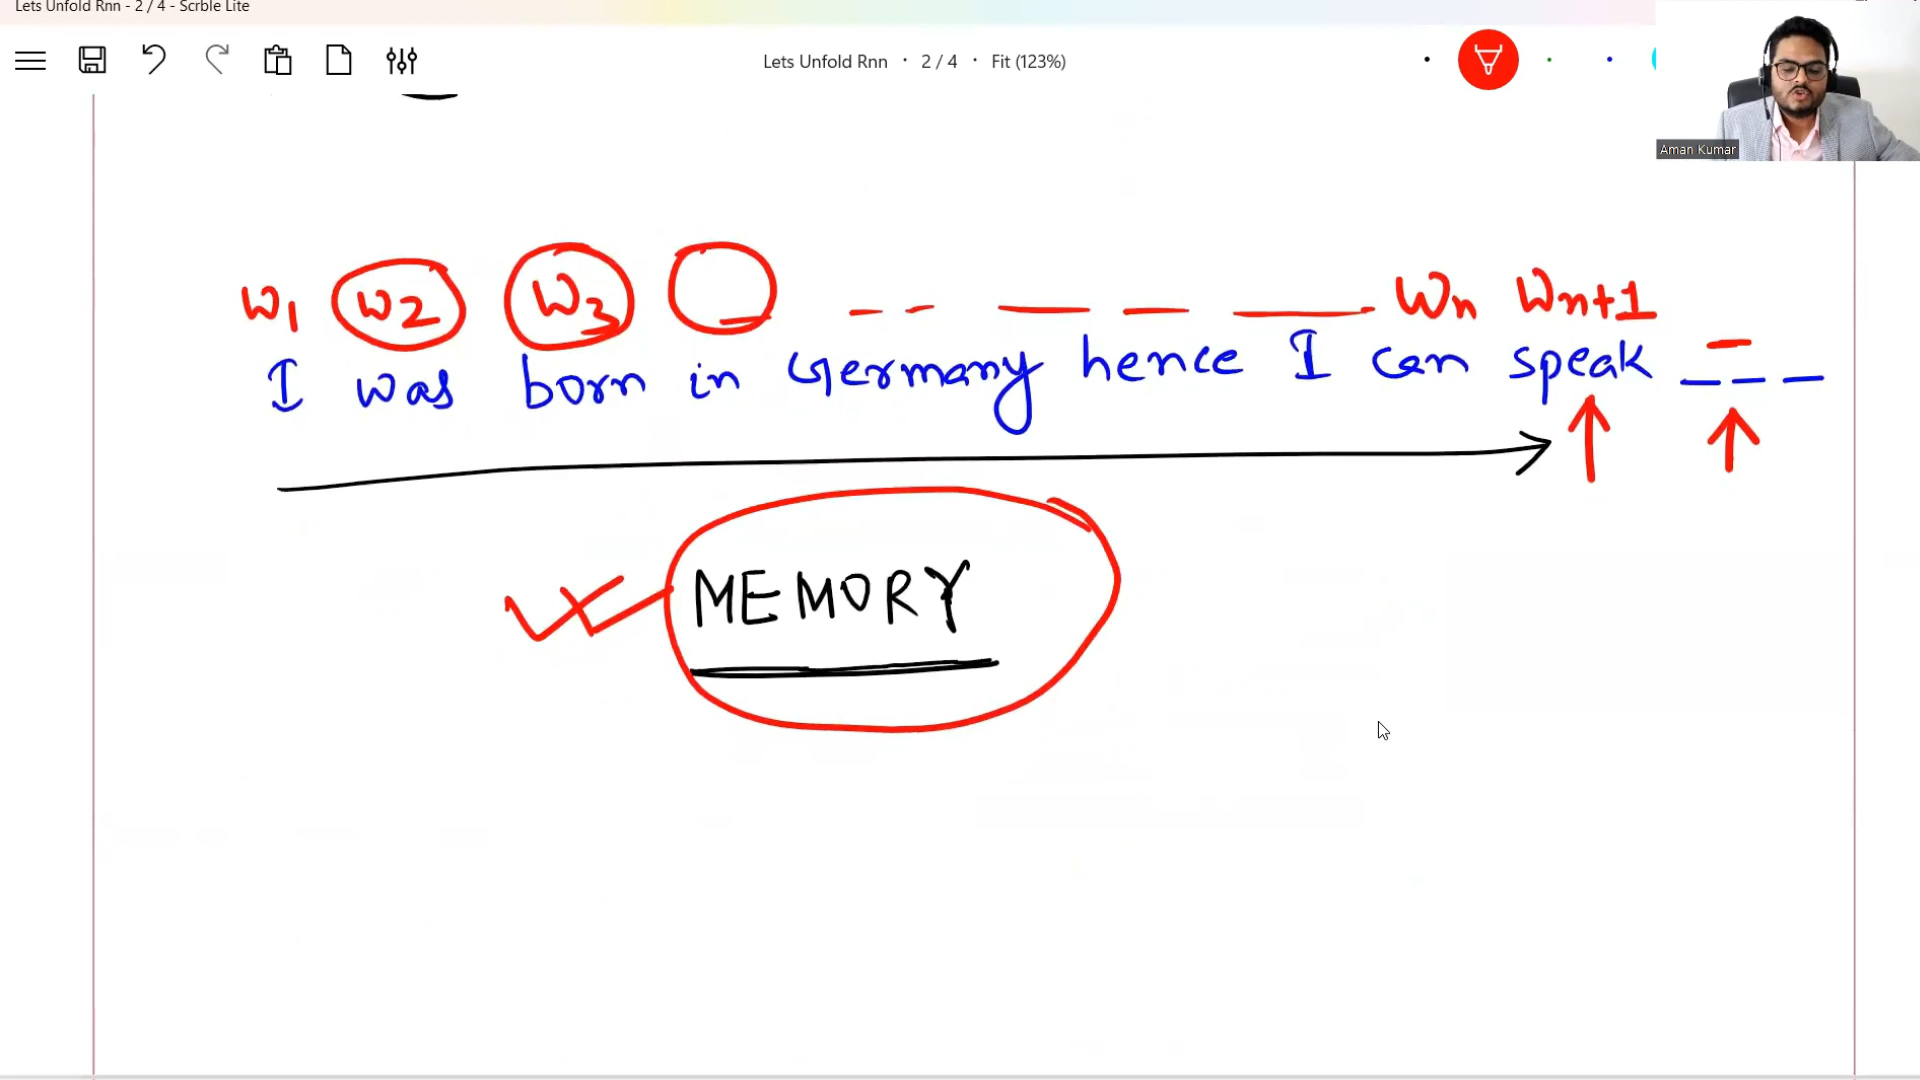 Lets Unfold Rnn - 2 / 4 - Scrble Lite
Lets Unfold Rnn • 2 / 4 • Fit (123%)
Aman Kumar
W1 W2 W3 _ _ _ _ _ _ Wn Wn+1
I was born in Germany hence I can speak _ _ _
MEMORY